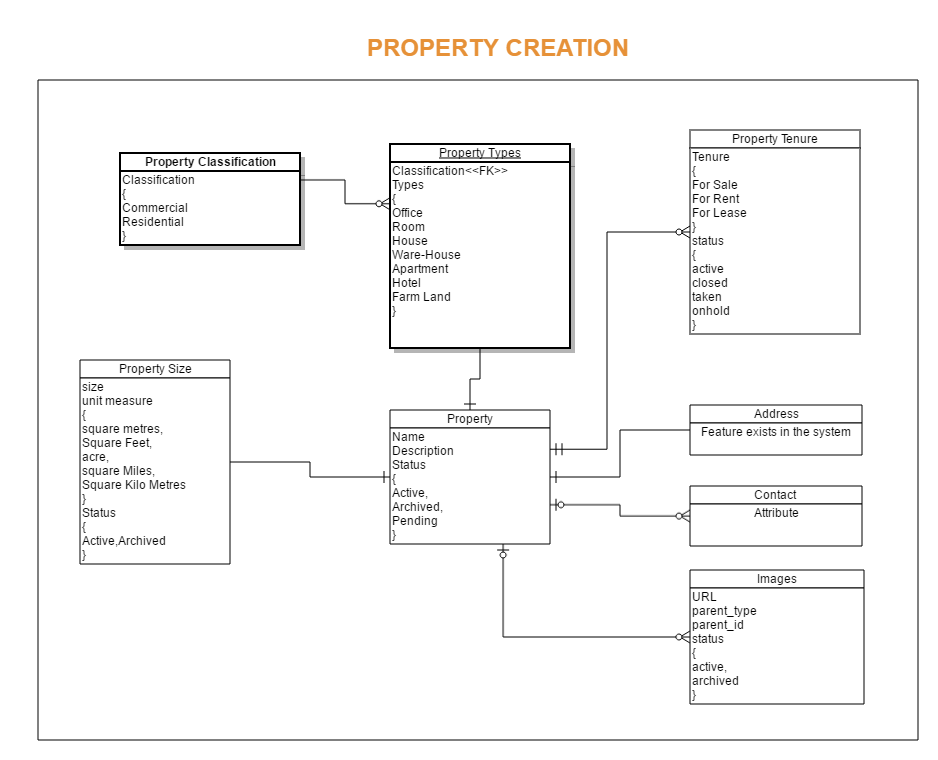 PROPERTY CREATION
Property Classification
Classification
{
Commercial
Residential
}
Property Types
Classification<<FK>>
Types
{
Office
Room
House
Ware-House
Apartment
Hotel
Farm Land
}
Property Tenure
Tenure
{
For Sale
For Rent
For Lease
}
status
{
active
closed
taken
onhold
}
Property Size
size
unit measure
{
square metres,
Square Feet,
acre,
square Miles,
Square Kilo Metres
}
Status
{
Active,Archived
}
Property
Name
Description
Status
{
Active,
Archived,
Pending
}
Address
Feature exists in the system
Contact
Attribute
Images
URL
parent_type
parent_id
status
{
active,
archived
}